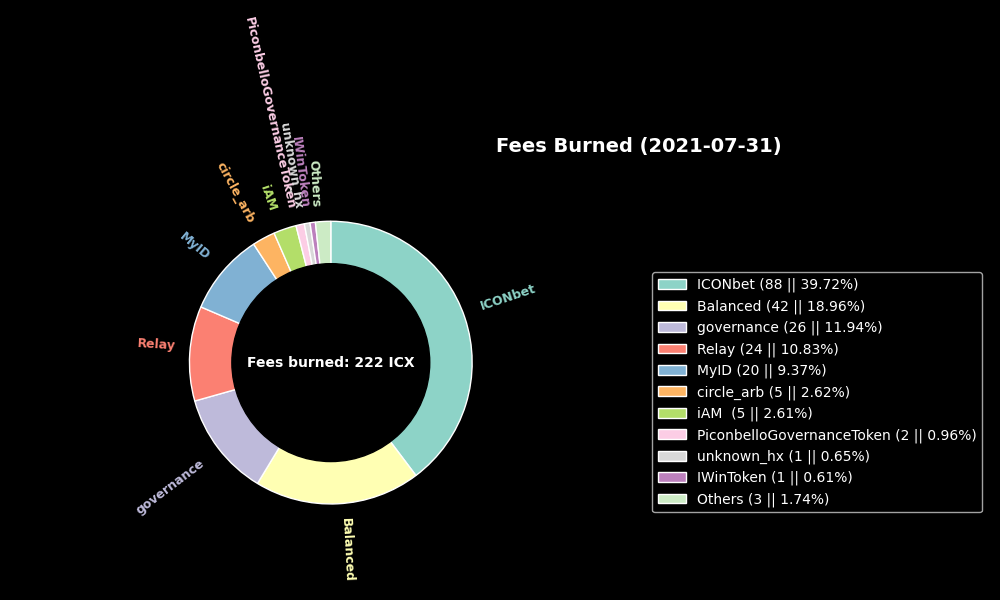 Fees Burned (2021-07-31)
PiconbelloGovernanceToken
unknown_hx
IWinToken
Others
iAM
circle_arb
MyID
Relay
governance
Balanced
ICONbet
Fees burned: 222 ICX
ICONbet (88 || 39.72%)
Balanced (42 || 18.96%)
governance (26 || 11.94%)
Relay (24 || 10.83%)
MyID (20 || 9.37%)
circle_arb (5 || 2.62%)
iAM  (5 || 2.61%)
PiconbelloGovernanceToken (2 || 0.96%)
unknown_hx (1 || 0.65%)
IWinToken (1 || 0.61%)
Others (3 || 1.74%)